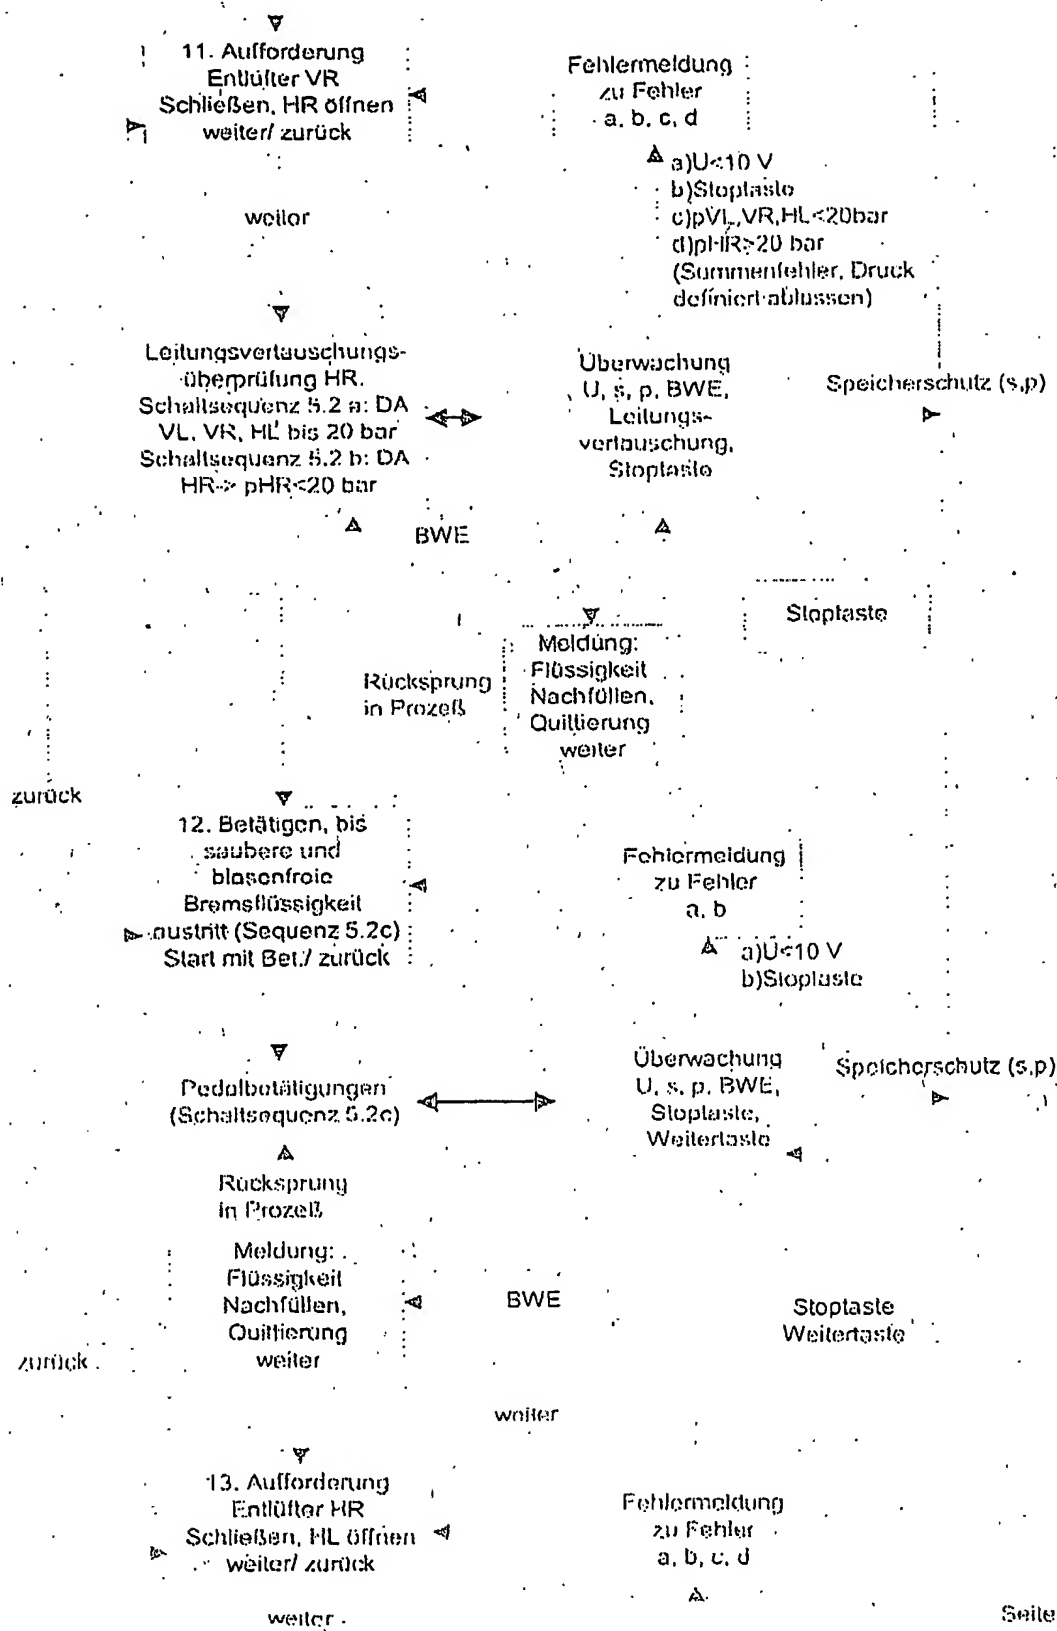 11. Aufforderung
Entlüfter VR
Schließen, HR öffnen
weiter/ zurück
Fehlermeldung
zu Fehler
a, b, c, d
a)U<10 V
b)Stoptaste
c)pVL,VR,HL<20bar
d)pHR>20 bar
(Summenfehler, Druck
definiert ablassen)
weiter
Leitungsvertauschungs-
überprüfung HR.
Schaltsequenz 5.2 a: DA
VL, VR, HL bis 20 bar
Schaltsequenz 5.2 b: DA
HR-> pHR<20 bar
Überwachung
U, s, p, BWE,
Leitungs-
vertauschung,
Stoptaste
Speicherschutz (s,p)
BWE
Stoptaste
Rücksprung
in Prozeß
Meldung:
Flüssigkeit
Nachfüllen,
Quittierung
weiter
zurück
12. Betätigen, bis
saubere und
blasenfreie
Bremsflüssigkeit
austritt (Sequenz 5.2c)
Start mit Bet./ zurück
Fehlermeldung
zu Fehler
a, b
a)U<10 V
b)Stoptaste
Pedalbetätigungen
(Schaltsequenz 5.2c)
Überwachung
U, s, p, BWE,
Stoptaste,
Weitertaste
Speicherschutz (s,p)
Rücksprung
in Prozeß
Meldung:
Flüssigkeit
Nachfüllen,
Quittierung
weiter
BWE
Stoptaste
Weitertaste
zurück
weiter
13. Aufforderung
Entlüfter HR
Schließen, HL öffnen
weiter/ zurück
Fehlermeldung
zu Fehler
a, b, c, d
weiter
Seite